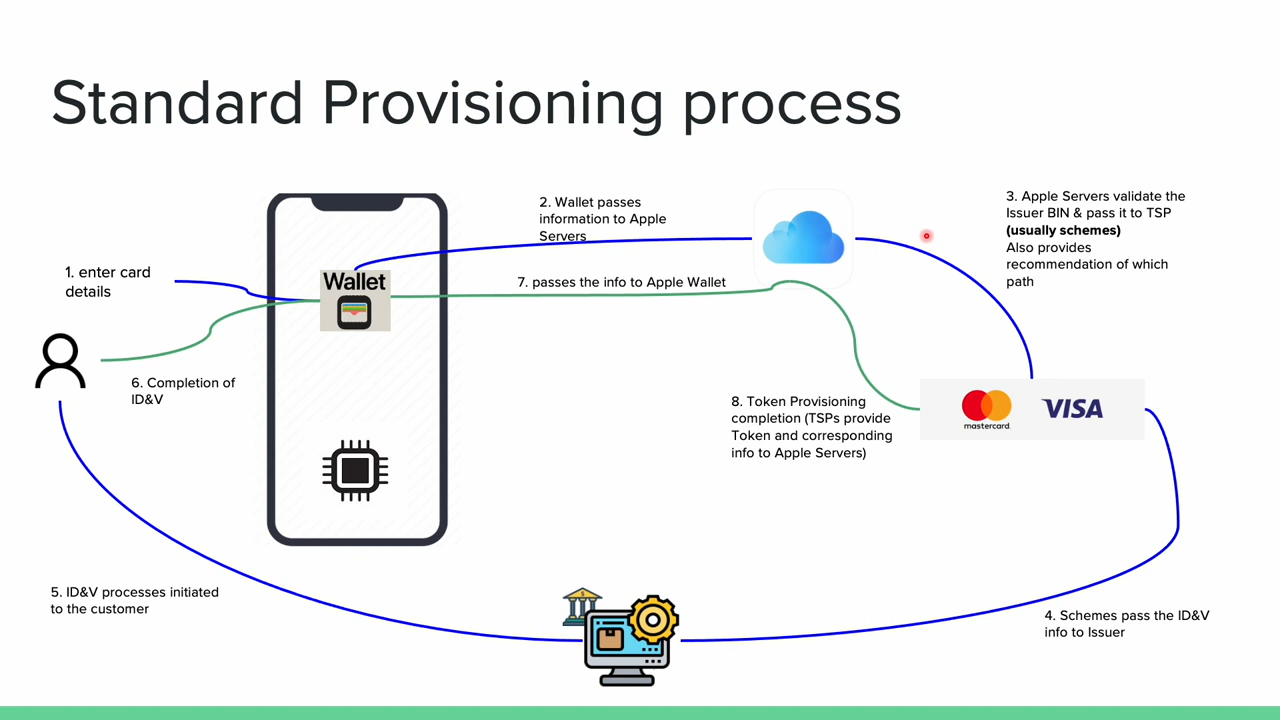 Standard Provisioning process
1. enter card
details
Wallet
2. Wallet passes
information to Apple
Servers
3. Apple Servers validate the
Issuer BIN & pass it to TSP
(usually schemes)
Also provides
recommendation of which
path
7. passes the info to Apple Wallet
6. Completion of
ID&V
8. Token Provisioning
completion (TSPs provide
Token and corresponding
info to Apple Servers)
mastercard
VISA
5. ID&V processes initiated
to the customer
4. Schemes pass the ID&V
info to Issuer